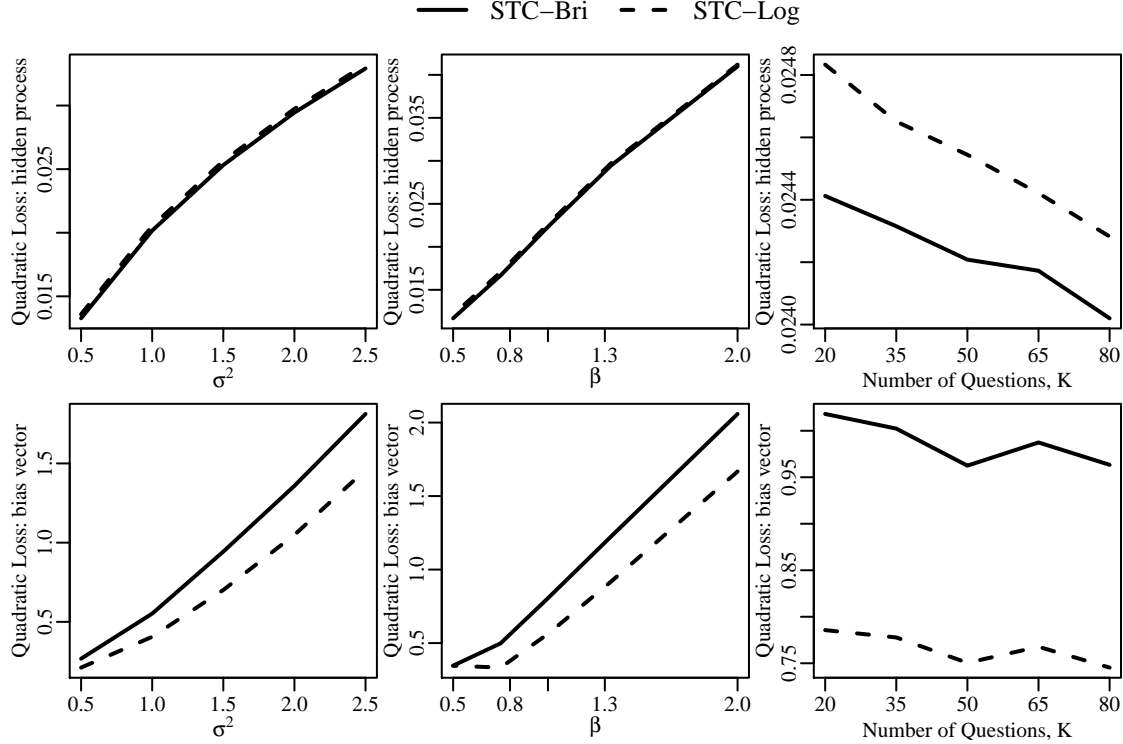 STC−Bri STC−Log
Quadratic Loss: hidden process
0.015 0.025
0.5 1.0 1.5 2.0 2.5
σ2
Quadratic Loss: hidden process
0.015 0.025 0.035
0.5 0.8 1.3 2.0
β
Quadratic Loss: hidden process
0.0240 0.0244 0.0248
20 35 50 65 80
Number of Questions, K
Quadratic Loss: bias vector
0.5 1.0 1.5
0.5 1.0 1.5 2.0 2.5
σ2
Quadratic Loss: bias vector
0.5 1.0 1.5 2.0
0.5 0.8 1.3 2.0
β
Quadratic Loss: bias vector
0.75 0.85 0.95
20 35 50 65 80
Number of Questions, K